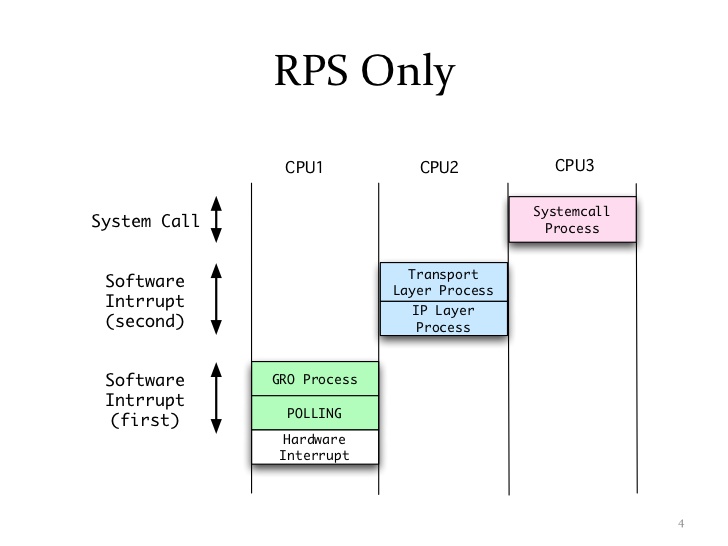 RPS Only
CPU1
CPU2
CPU3
System Call
Systemcall
Process
Software
Intrrupt
(second)
Transport
Layer Process
IP Layer
Process
Software
Intrrupt
(first)
GRO Process
POLLING
Hardware
Interrupt
4